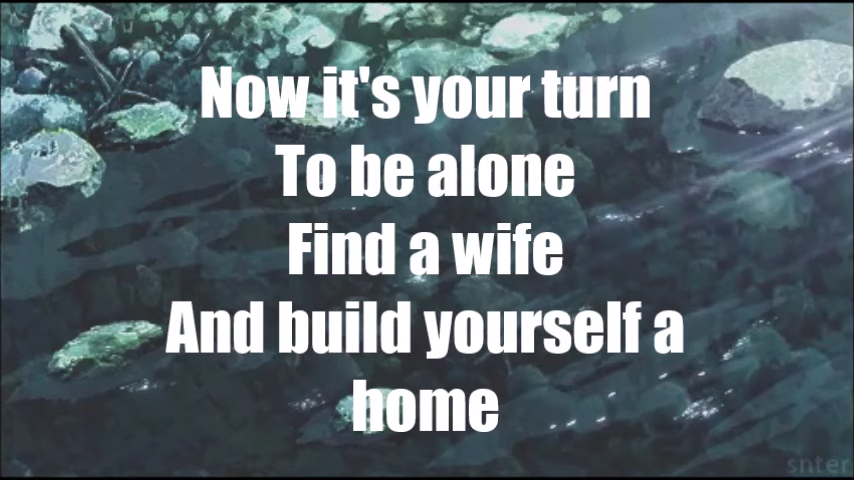 Now it's your turn
To be alone
Find a wife
And build yourself a
home
snter